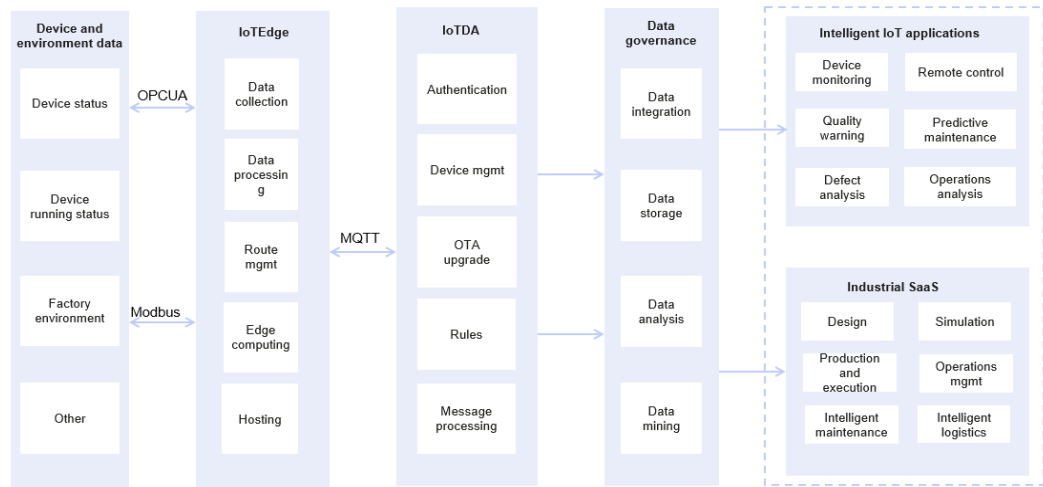 Device and
environment data
Device status
Device
running status
Factory
environment
Other
OPCUA
Modbus
IoTEdge
Data
collection
Data
processin
g
Route
mgmt
Edge
computing
Hosting
MQTT
IoTDA
Authentication
Device mgmt
OTA
upgrade
Rules
Message
processing
Data
governance
Data
integration
Data
storage
Data
analysis
Data
mining
Intelligent IoT applications
Device
monitoring
Remote control
Quality
warning
Predictive
maintenance
Defect
analysis
Operations
analysis
Industrial SaaS
Design
Simulation
Production
and
execution
Operations
mgmt
Intelligent
maintenance
Intelligent
logistics